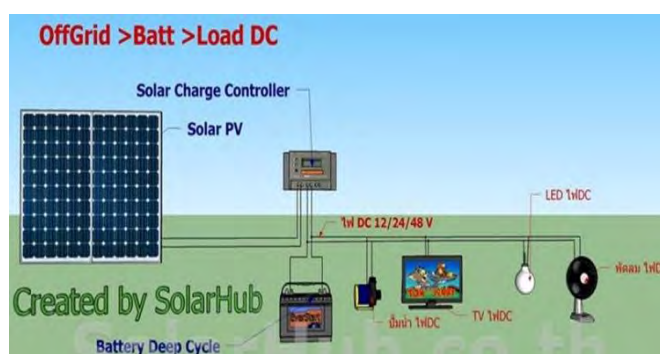 OffGrid >Batt >Load DC
Solar Charge Controller
Solar PV
LED ไฟDC
ไฟ DC 12/24/48 V
พัดลม ไฟD
Created by SolarHub
ปั้มน้ำ ไฟDC
TV ไฟDC
Battery Deep Cycle